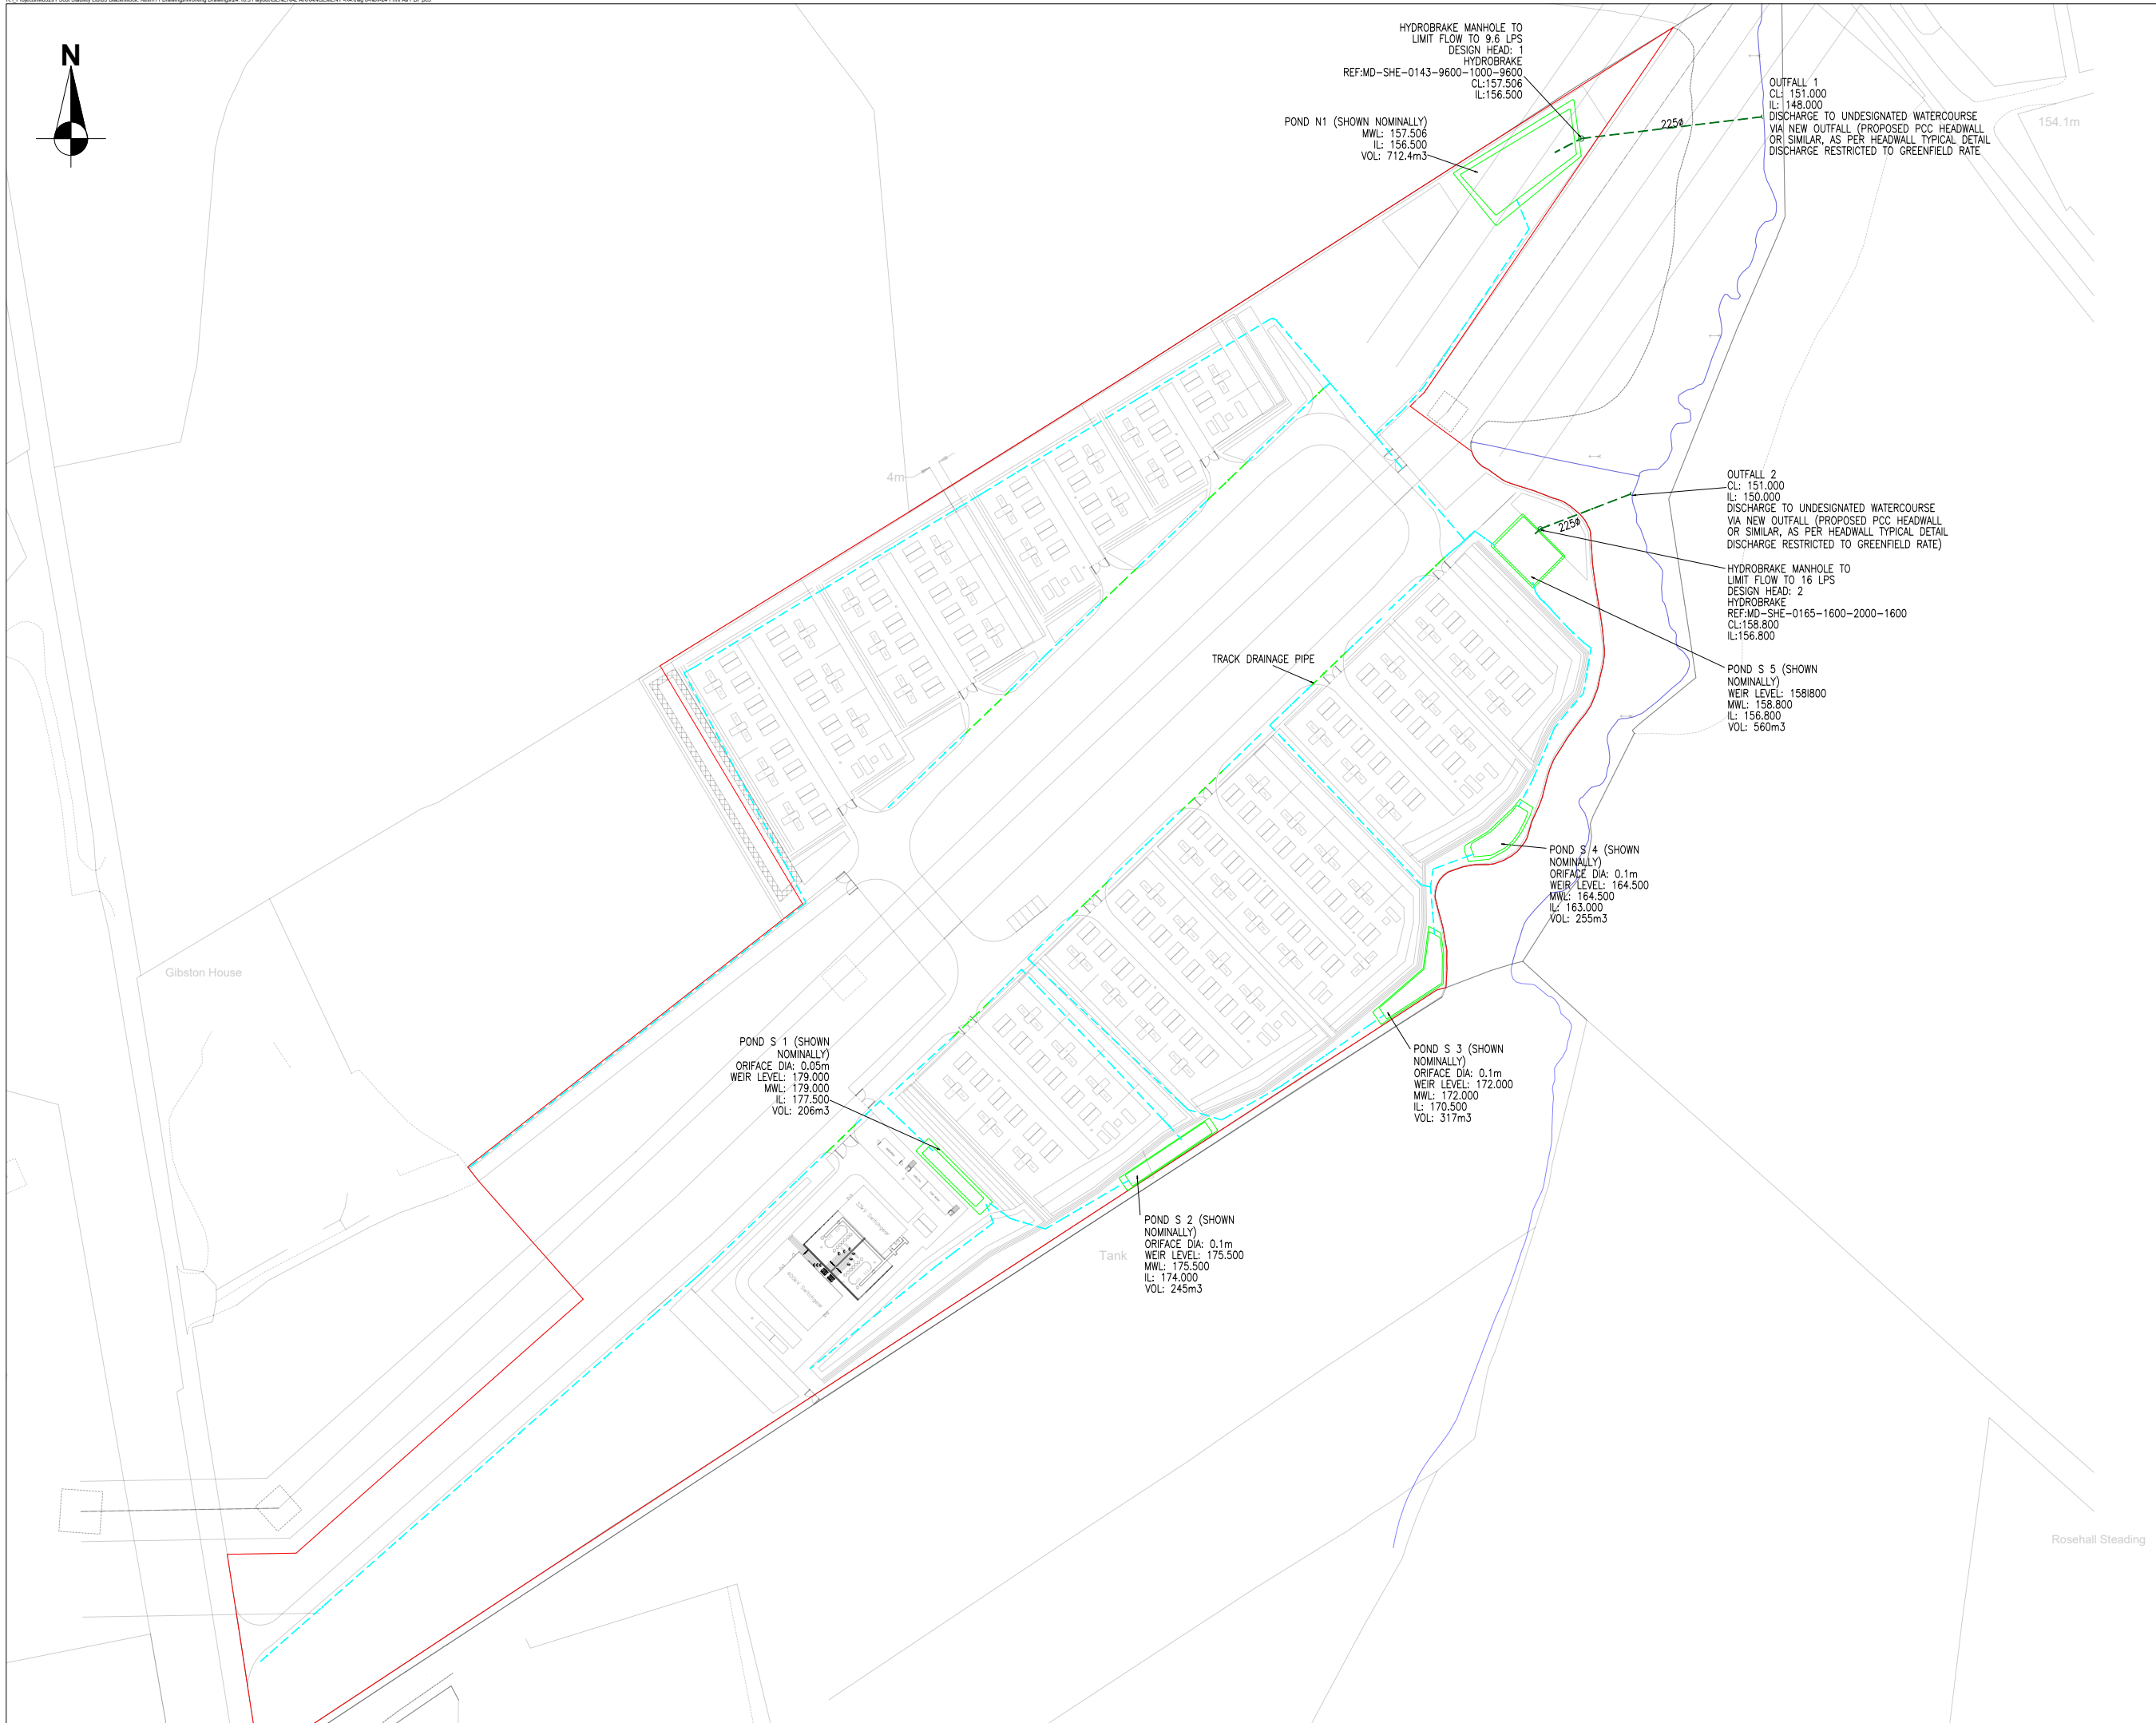 N
HYDROBRAKE MANHOLE TO
LIMIT FLOW TO 9.6 LPS
DESIGN HEAD: 1
HYDROBRAKE
REF:MD-SHE-0143-9600-1000-9600
CL:157.506
IL:156.500
POND N1 (SHOWN NOMINALLY)
MWL: 157.506
IL: 156.500
VOL: 712.4m3
225ø
OUTFALL 1
CL: 151.000
IL: 148.000
DISCHARGE TO UNDESIGNATED WATERCOURSE
VIA NEW OUTFALL (PROPOSED PCC HEADWALL
OR SIMILAR, AS PER HEADWALL TYPICAL DETAIL
DISCHARGE RESTRICTED TO GREENFIELD RATE
154.1m
4m
OUTFALL 2
CL: 151.000
IL: 150.000
DISCHARGE TO UNDESIGNATED WATERCOURSE
VIA NEW OUTFALL (PROPOSED PCC HEADWALL
OR SIMILAR, AS PER HEADWALL TYPICAL DETAIL
DISCHARGE RESTRICTED TO GREENFIELD RATE)
225ø
HYDROBRAKE MANHOLE TO
LIMIT FLOW TO 16 LPS
DESIGN HEAD: 2
HYDROBRAKE
REF:MD-SHE-0165-1600-2000-1600
CL:158.800
IL:156.800
TRACK DRAINAGE PIPE
POND S 5 (SHOWN
NOMINALLY)
WEIR LEVEL: 158I800
MWL: 158.800
IL: 156.800
VOL: 560m3
POND S 4 (SHOWN
NOMINALLY)
ORIFACE DIA: 0.1m
WEIR LEVEL: 164.500
MWL: 164.500
IL: 163.000
VOL: 255m3
Gibston House
POND S 1 (SHOWN
NOMINALLY)
ORIFACE DIA: 0.05m
WEIR LEVEL: 179.000
MWL: 179.000
IL: 177.500
VOL: 206m3
POND S 3 (SHOWN
NOMINALLY)
ORIFACE DIA: 0.1m
WEIR LEVEL: 172.000
MWL: 172.000
IL: 170.500
VOL: 317m3
33kV Switchgear
400kV Switchgear
Tank
POND S 2 (SHOWN
NOMINALLY)
ORIFACE DIA: 0.1m
WEIR LEVEL: 175.500
MWL: 175.500
IL: 174.000
VOL: 245m3
Rosehall Steading